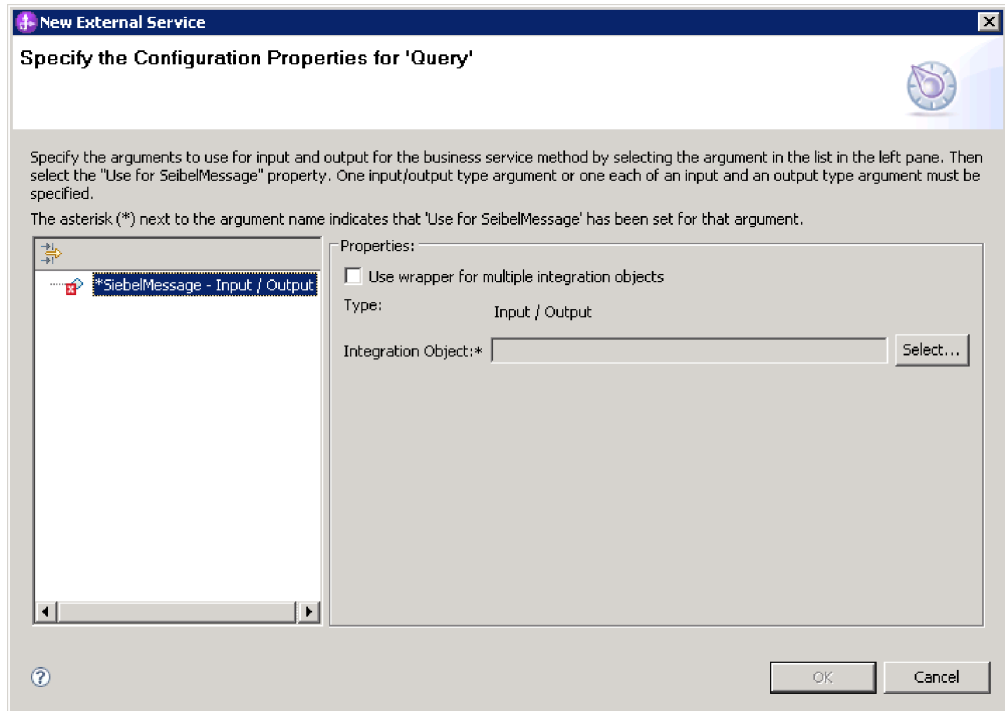 New External Service
Specify the Configuration Properties for 'Query'
Specify the arguments to use for input and output for the business service method by selecting the argument in the list in the left pane. Then
select the "Use for SeibelMessage" property. One input/output type argument or one each of an input and an output type argument must be
specified.
The asterisk (*) next to the argument name indicates that 'Use for SeibelMessage' has been set for that argument.
*SiebelMessage - Input / Output
Properties:
Use wrapper for multiple integration objects
Type: Input / Output
Integration Object:* Select...
OK Cancel